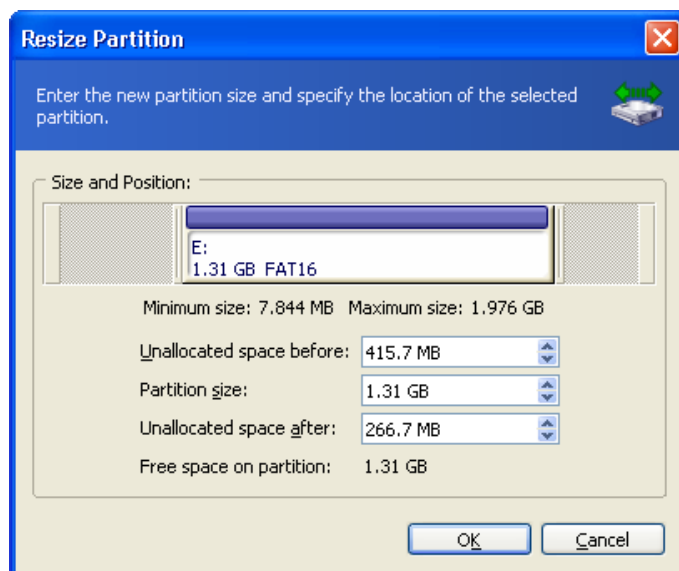 Resize Partition
Enter the new partition size and specify the location of the selected
partition.
Size and Position:
E:
1.31 GB FAT16
Minimum size: 7.844 MB Maximum size: 1.976 GB
Unallocated space before: 415.7 MB
Partition size: 1.31 GB
Unallocated space after: 266.7 MB
Free space on partition: 1.31 GB
OK Cancel